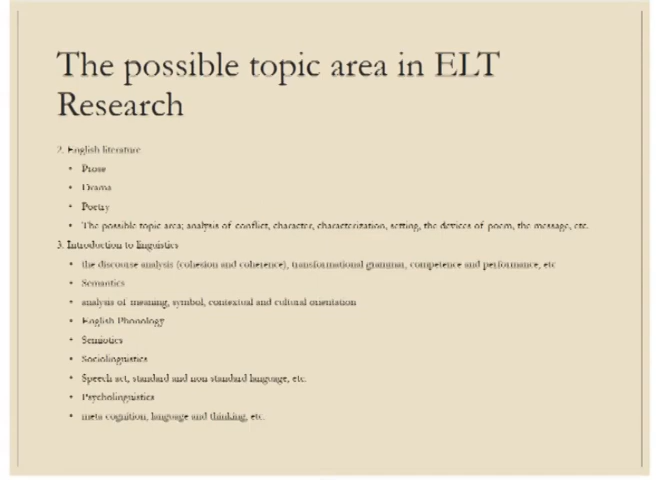 The possible topic area in ELT
Research
2. English literature
• Prose
• Drama
• Poetry
• The possible topic area; analysis of conflict, character, characterization, setting, the devices of poem, the message, etc.
3. Introduction to linguistics
• the discourse analysis (cohesion and coherence), transformational grammar, competence and performance, etc
• Semantics
• analysis of meaning, symbol, contextual and cultural orientation
• English Phonology
• Semiotics
• Sociolinguistics
• Speech act, standard and non standard language, etc.
• Psycholinguistics
• meta cognition, language and thinking, etc.